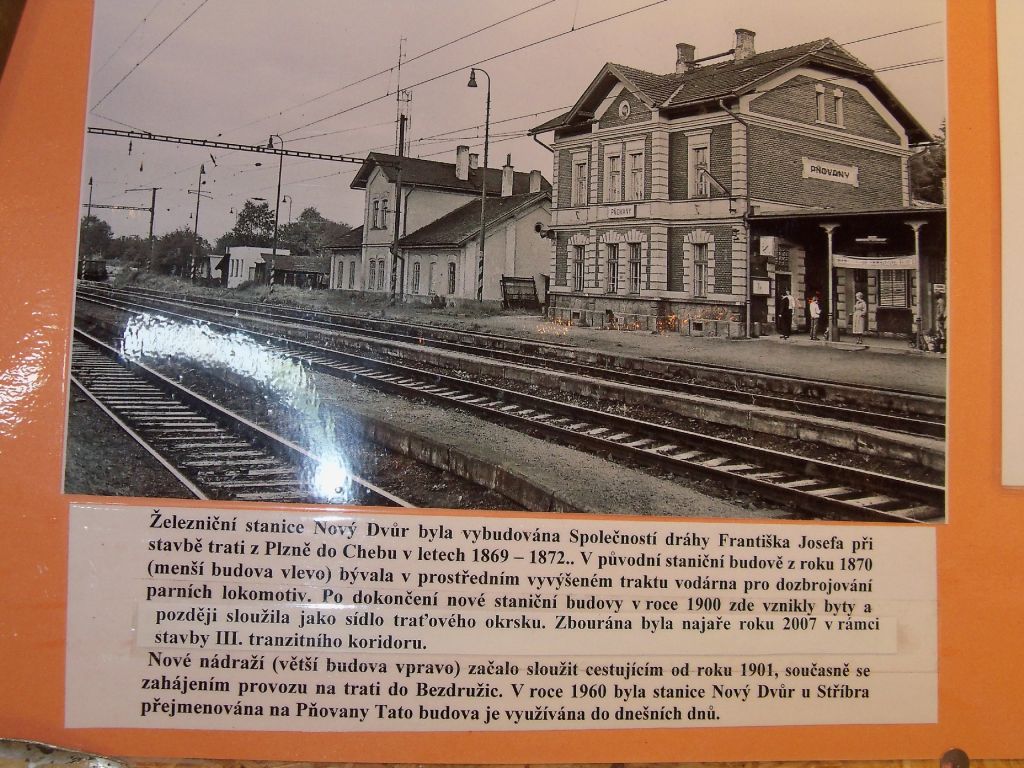 PŇOVANY
PŇOVANY
Železniční stanice Nový Dvůr byla vybudována Společností dráhy Františka Josefa při
stavbě trati z Plzně do Chebu v letech 1869 – 1872.. V původní staniční budově z roku 1870
(menší budova vlevo) bývala v prostředním vyvýšeném traktu vodárna pro dozbrojování
parních lokomotiv. Po dokončení nové staniční budovy v roce 1900 zde vznikly byty a
později sloužila jako sídlo traťového okrsku. Zbourána byla najaře roku 2007 v rámci
stavby III. tranzitního koridoru.
Nové nádraží (větší budova vpravo) začalo sloužit cestujícím od roku 1901, současně se
zahájením provozu na trati do Bezdružic. V roce 1960 byla stanice Nový Dvůr u Stříbra
přejmenována na Pňovany Tato budova je využívána do dnešních dnů.